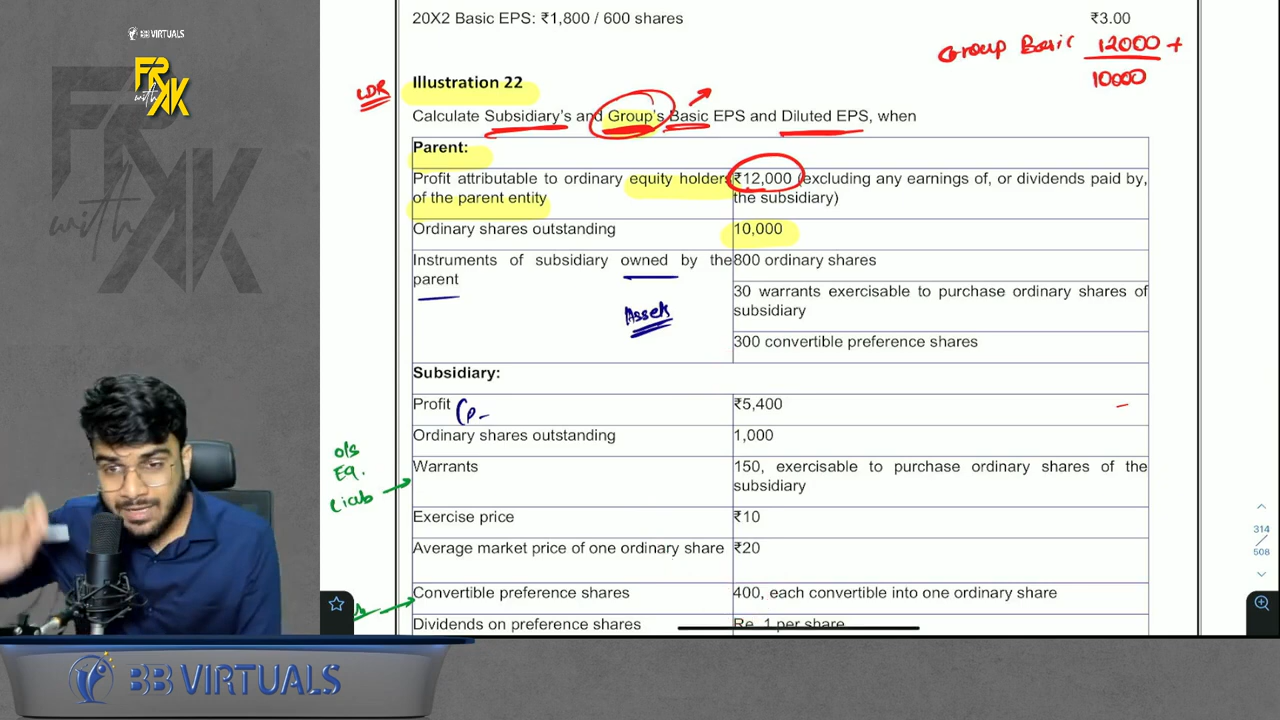 BB VIRTUALS
FR
with
AK
20X2 Basic EPS: ₹1,800 / 600 shares ₹3.00
Group Basic 12000 +
10000
LDR
Illustration 22
Calculate Subsidiary's and Group's Basic EPS and Diluted EPS, when
Parent:
Profit attributable to ordinary equity holders of the parent entity
₹12,000 (excluding any earnings of, or dividends paid by, the subsidiary)
Ordinary shares outstanding 10,000
Instruments of subsidiary owned by the parent
800 ordinary shares
30 warrants exercisable to purchase ordinary shares of subsidiary
300 convertible preference shares
Assets
Subsidiary:
Profit ₹5,400
Ordinary shares outstanding 1,000
o/s
Eq.
Warrants 150, exercisable to purchase ordinary shares of the subsidiary
Exercise price ₹10
Average market price of one ordinary share ₹20
Convertible preference shares 400, each convertible into one ordinary share
Dividends on preference shares Re. 1 per share
314
/
508
BB VIRTUALS